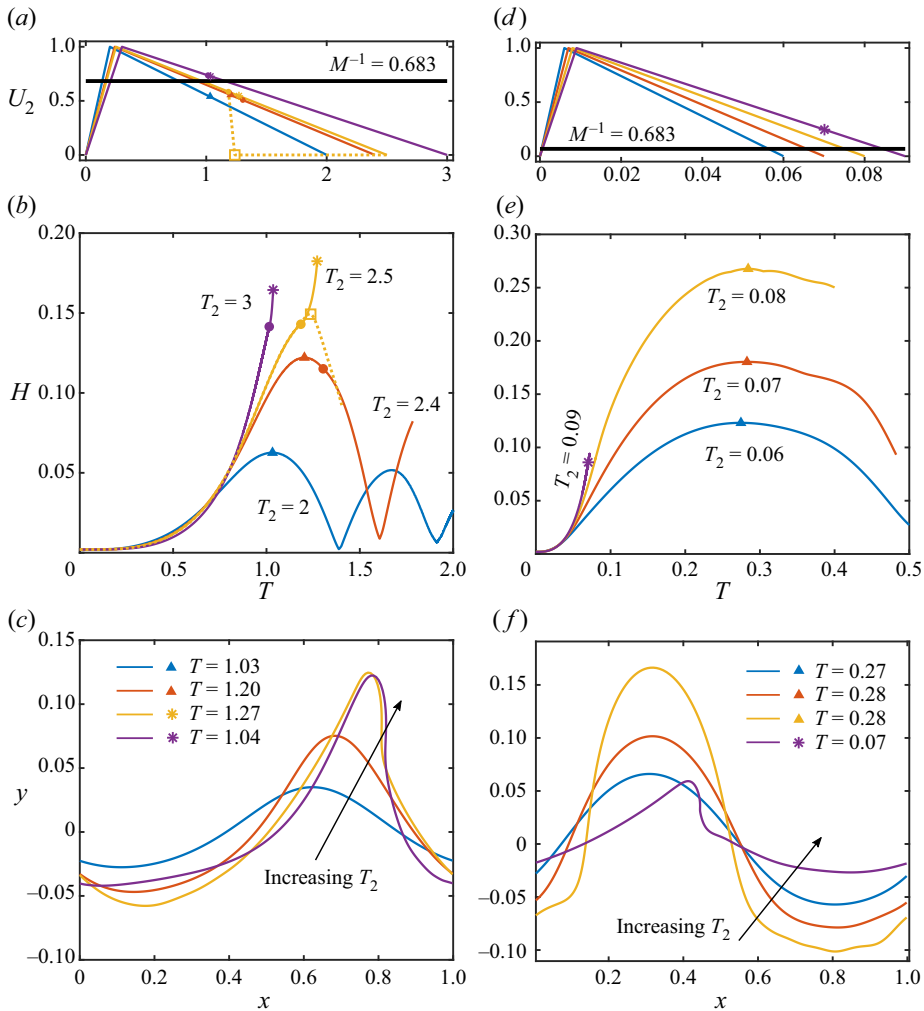 (a)
(d)
1.0
0.5
0
U2
M⁻¹ = 0.683
0 1 2 3
1.0
0.5
0
M⁻¹ = 0.683
0 0.02 0.04 0.06 0.08
(b)
(e)
0.20
0.15
0.10
0.05
H
T2 = 3
T2 = 2.5
T2 = 2.4
T2 = 2
0 0.5 1.0 1.5 2.0
T
0.30
0.25
0.20
0.15
0.10
0.05
T2 = 0.09
T2 = 0.08
T2 = 0.07
T2 = 0.06
0 0.1 0.2 0.3 0.4 0.5
T
(c)
(f)
0.15
0.10
0.05
0
–0.05
–0.10
y
T = 1.03
T = 1.20
T = 1.27
T = 1.04
Increasing T2
0 0.2 0.4 0.6 0.8 1.0
x
0.15
0.10
0.05
0
–0.05
–0.10
T = 0.27
T = 0.28
T = 0.28
T = 0.07
Increasing T2
0.2 0.4 0.6 0.8 1.0
x